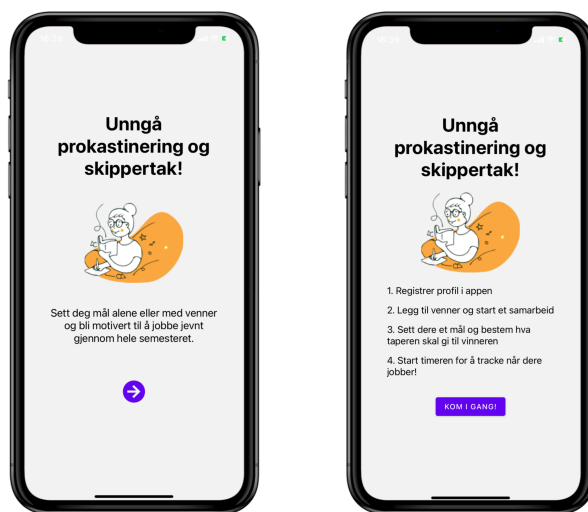 Unngå
prokastinering og
skippertak!
Sett deg mål alene eller med venner
og bli motivert til å jobbe jevnt
gjennom hele semesteret.
Unngå
prokastinering og
skippertak!
1. Registrer profil i appen
2. Legg til venner og start et samarbeid
3. Sett dere et mål og bestem hva
taperen skal gi til vinneren
4. Start timeren for å tracke når dere
jobber!
KOM I GANG!